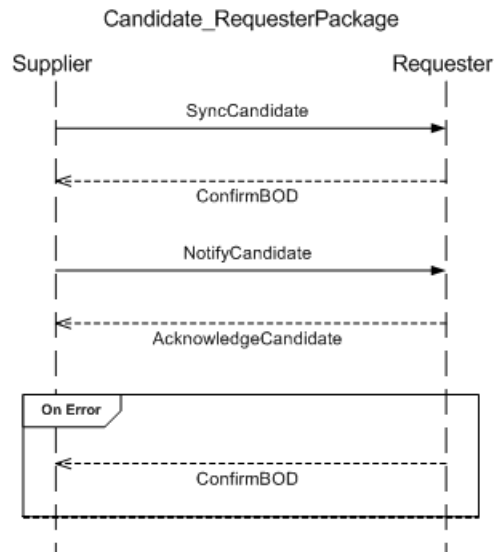 Candidate_RequesterPackage
Supplier Requester
SyncCandidate
ConfirmBOD
NotifyCandidate
AcknowledgeCandidate
On Error
ConfirmBOD